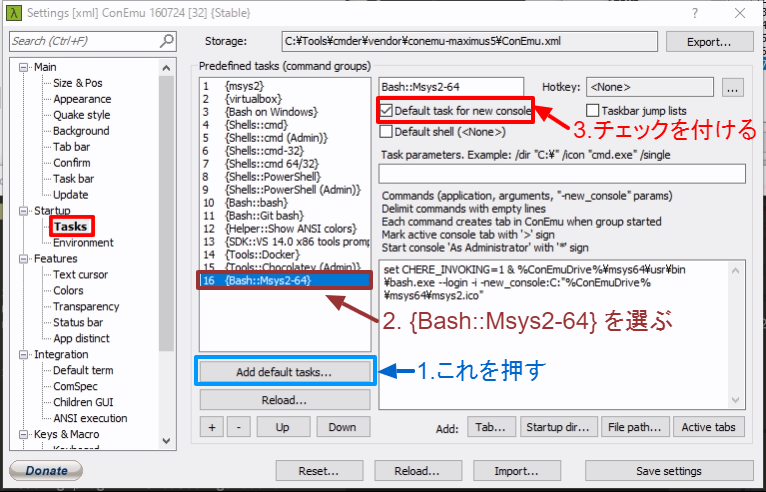 Settings [xml] ConEmu 160724 [32] {Stable}
Search (Ctrl+F)
Storage:
C:¥Tools¥cmder¥vendor¥conemu-maximus5¥ConEmu.xml
Export...
Main
Size & Pos
Appearance
Quake style
Background
Tab bar
Confirm
Task bar
Update
Startup
Tasks
Environment
Features
Text cursor
Colors
Transparency
Status bar
App distinct
Integration
Default term
ComSpec
Children GUI
ANSI execution
Keys & Macro
Predefined tasks (command groups)
1 {msys2}
2 {virtualbox}
3 {Bash on Windows}
4 {Shells::cmd}
5 {Shells::cmd (Admin)}
6 {Shells::cmd-32}
7 {Shells::cmd 64/32}
8 {Shells::PowerShell}
9 {Shells::PowerShell (Admin)}
10 {Bash::bash}
11 {Bash::Git bash}
12 {Helper::Show ANSI colors}
13 {SDK::VS 14.0 x86 tools promp
14 {Tools::Docker}
15 {Tools::Chocolatey (Admin)}
16 {Bash::Msys2-64}
Add default tasks...
Reload...
+
-
Up
Down
Bash::Msys2-64
Hotkey:
<None>
...
Default task for new console
Taskbar jump lists
Default shell (<None>)
3.チェックを付ける
Task parameters. Example: /dir "C:¥" /icon "cmd.exe" /single
Commands (application, arguments, "-new_console" params)
Delimit commands with empty lines
Each command creates tab in ConEmu when group started
Mark active console tab with '>' sign
Start console 'As Administrator' with '*' sign
set CHERE_INVOKING=1 & %ConEmuDrive%¥msys64¥usr¥bin
¥bash.exe --login -i -new_console:C:"%ConEmuDrive%
¥msys64¥msys2.ico"
2. {Bash::Msys2-64} を選ぶ
1.これを押す
Add:
Tab...
Startup dir...
File path...
Active tabs
Donate
Reset...
Reload...
Import...
Save settings